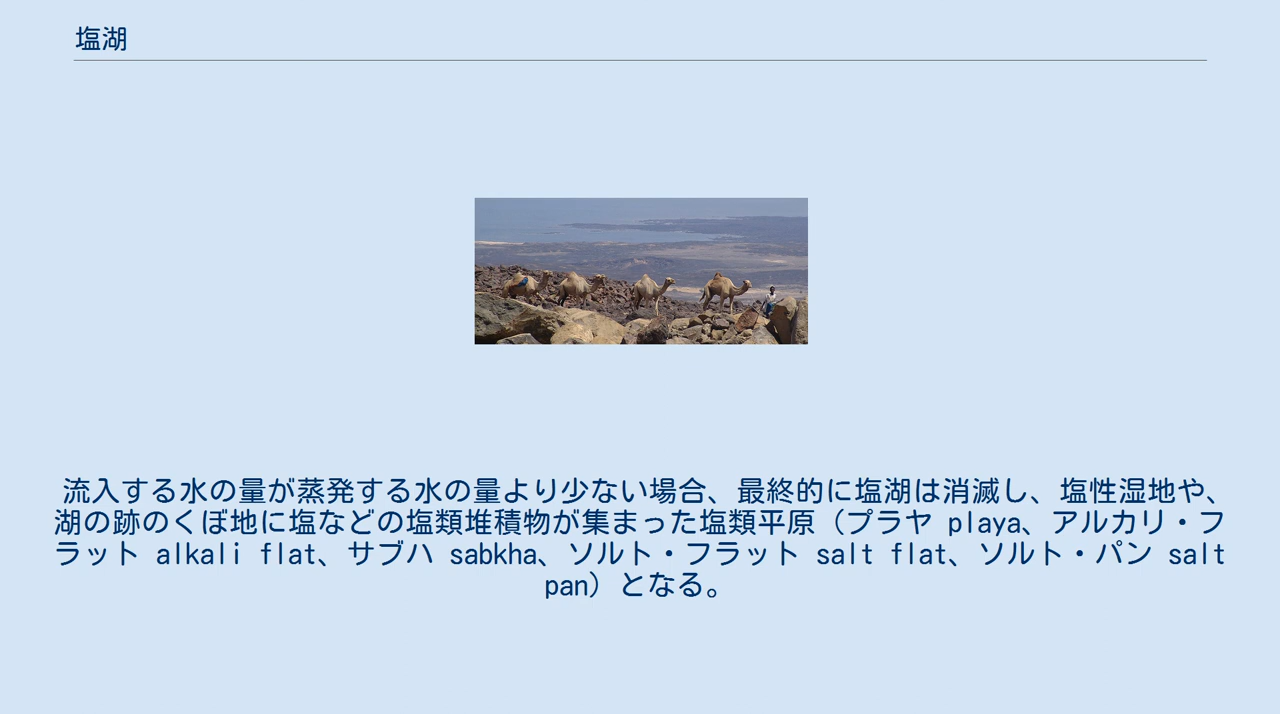 塩湖
流入する水の量が蒸発する水の量より少ない場合、最終的に塩湖は消滅し、塩性湿地や、
湖の跡のくぼ地に塩などの塩類堆積物が集まった塩類平原（プラヤ playa、アルカリ・フ
ラット alkali flat、サブハ sabkha、ソルト・フラット salt flat、ソルト・パン salt
pan）となる。